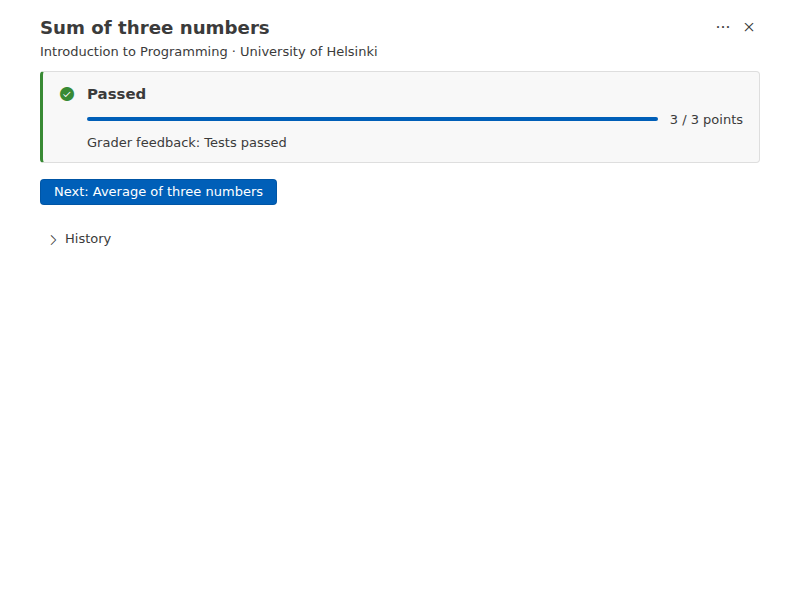 Sum of three numbers
Introduction to Programming · University of Helsinki
Passed
3 / 3 points
Grader feedback: Tests passed
Next: Average of three numbers
History